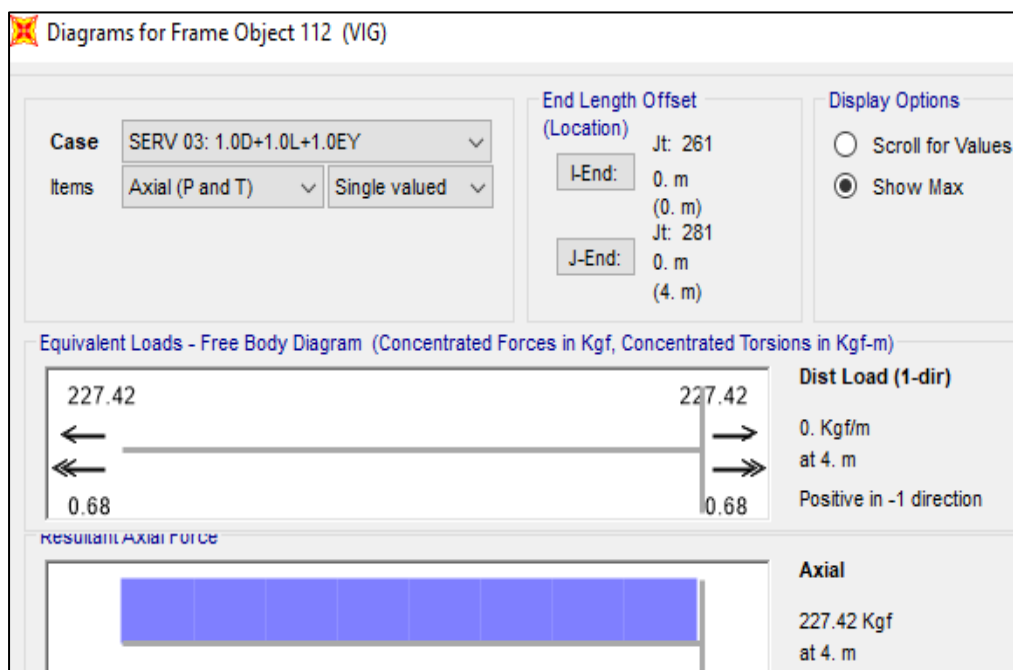 Diagrams for Frame Object 112 (VIG)
Case
SERV 03: 1.0D+1.0L+1.0EY
Items
Axial (P and T)
Single valued
End Length Offset
(Location)
Jt: 261
I-End:
0. m
(0. m)
Jt: 281
J-End:
0. m
(4. m)
Display Options
Scroll for Values
Show Max
Equivalent Loads - Free Body Diagram (Concentrated Forces in Kgf, Concentrated Torsions in Kgf-m)
227.42
227.42
0.68
0.68
Dist Load (1-dir)
0. Kgf/m
at 4. m
Positive in -1 direction
Resultant Axial Force
Axial
227.42 Kgf
at 4. m